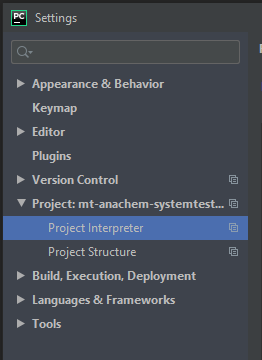 PC
Settings
Appearance & Behavior
Keymap
Editor
Plugins
Version Control
Project: mt-anachem-systemtest...
Project Interpreter
Project Structure
Build, Execution, Deployment
Languages & Frameworks
Tools